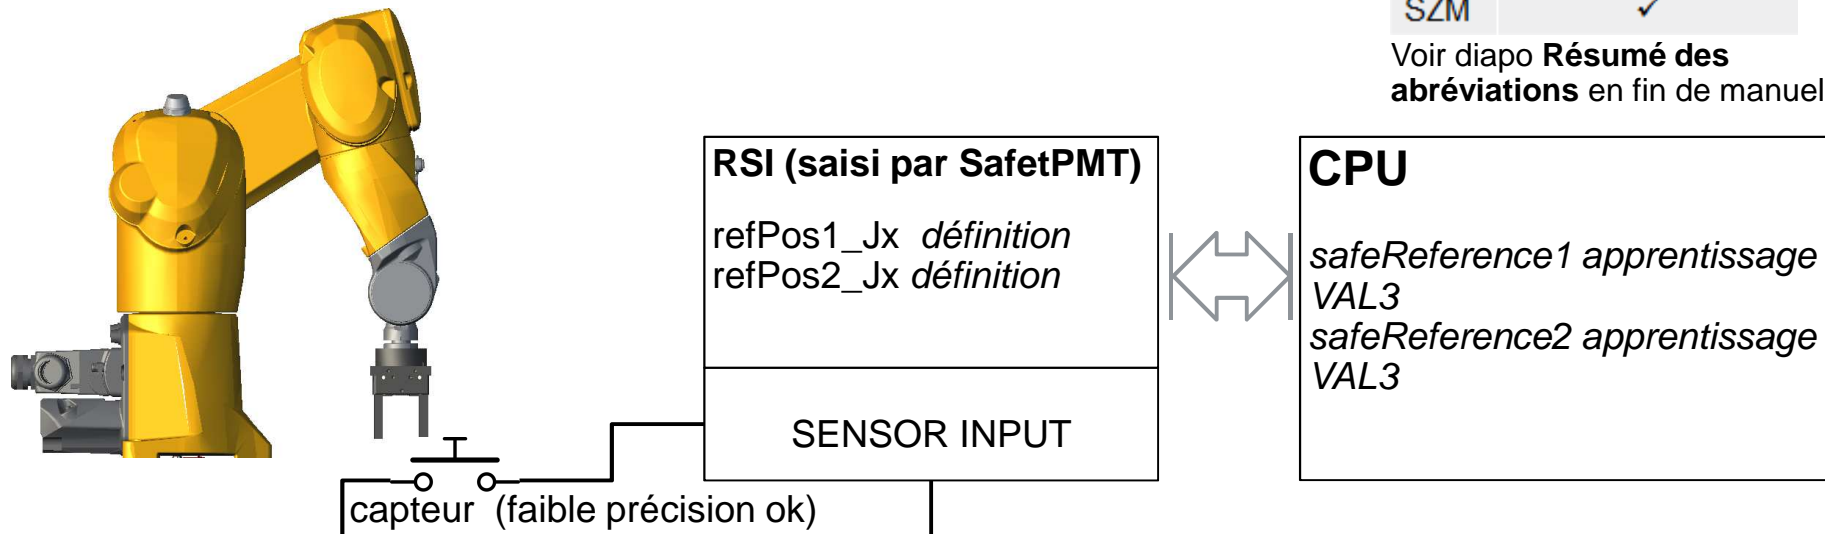 SZM ✓
Voir diapo Résumé des
abréviations en fin de manuel
RSI (saisi par SafetPMT)
refPos1_Jx définition
refPos2_Jx définition
SENSOR INPUT
CPU
safeReference1 apprentissage
VAL3
safeReference2 apprentissage
VAL3
capteur (faible précision ok)